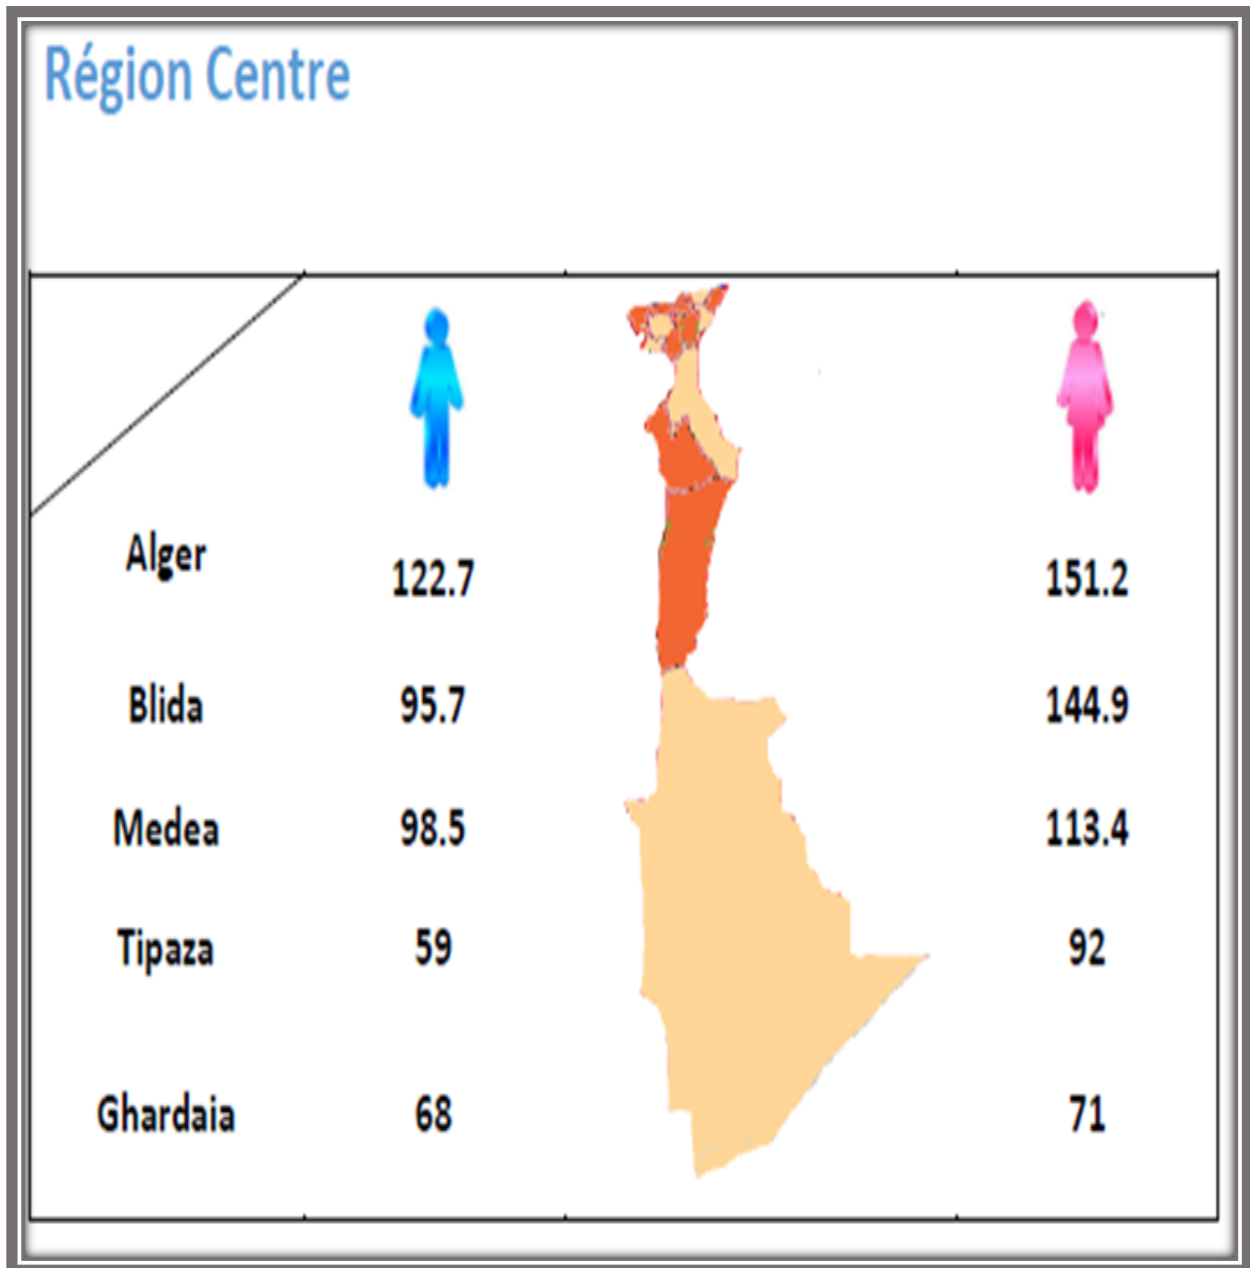 Région Centre
Alger 122.7 151.2
Blida 95.7 144.9
Medea 98.5 113.4
Tipaza 59 92
Ghardaia 68 71